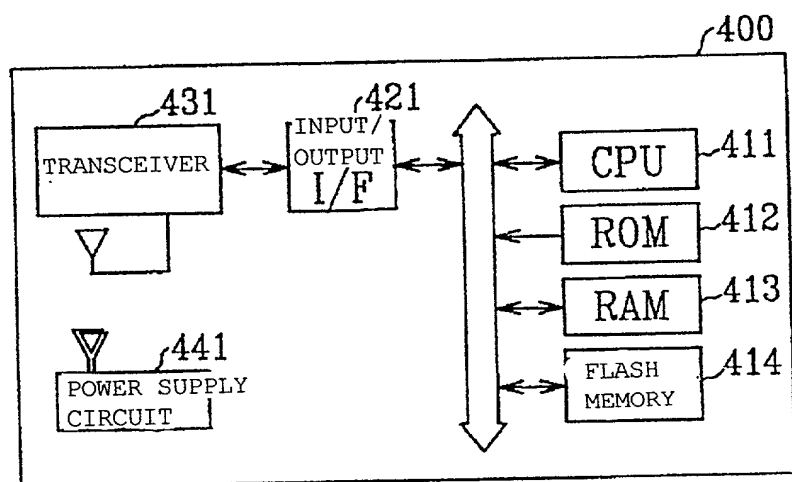 400
431
TRANSCEIVER
421
INPUT/
OUTPUT
I/F
CPU
411
ROM
412
RAM
413
FLASH
MEMORY
414
441
POWER SUPPLY
CIRCUIT